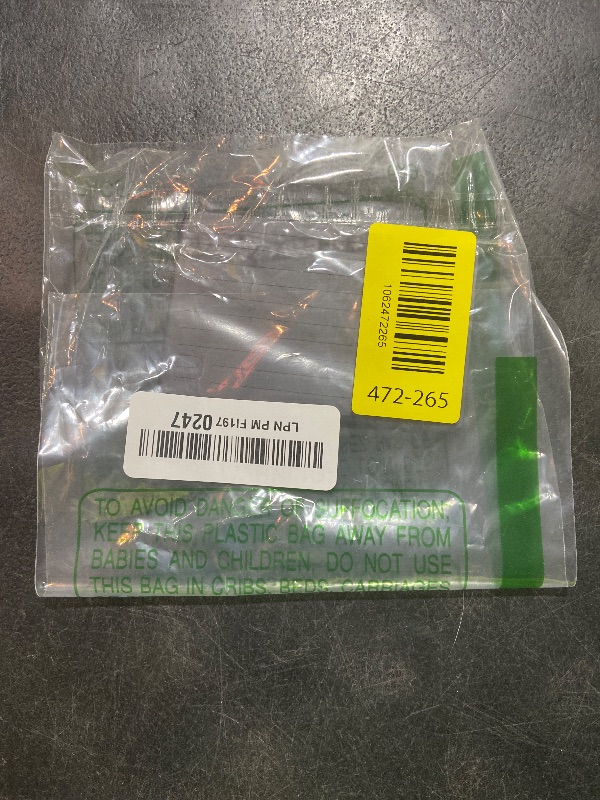 1062472265
472-265
LPN PM FI197 0247
TO AVOID DANG OF SUFFOCATION,
KEEP THIS PLASTIC BAG AWAY FROM
BABIES AND CHILDREN. DO NOT USE
THIS BAG IN CRIBS, BEDS, CARRIAGES